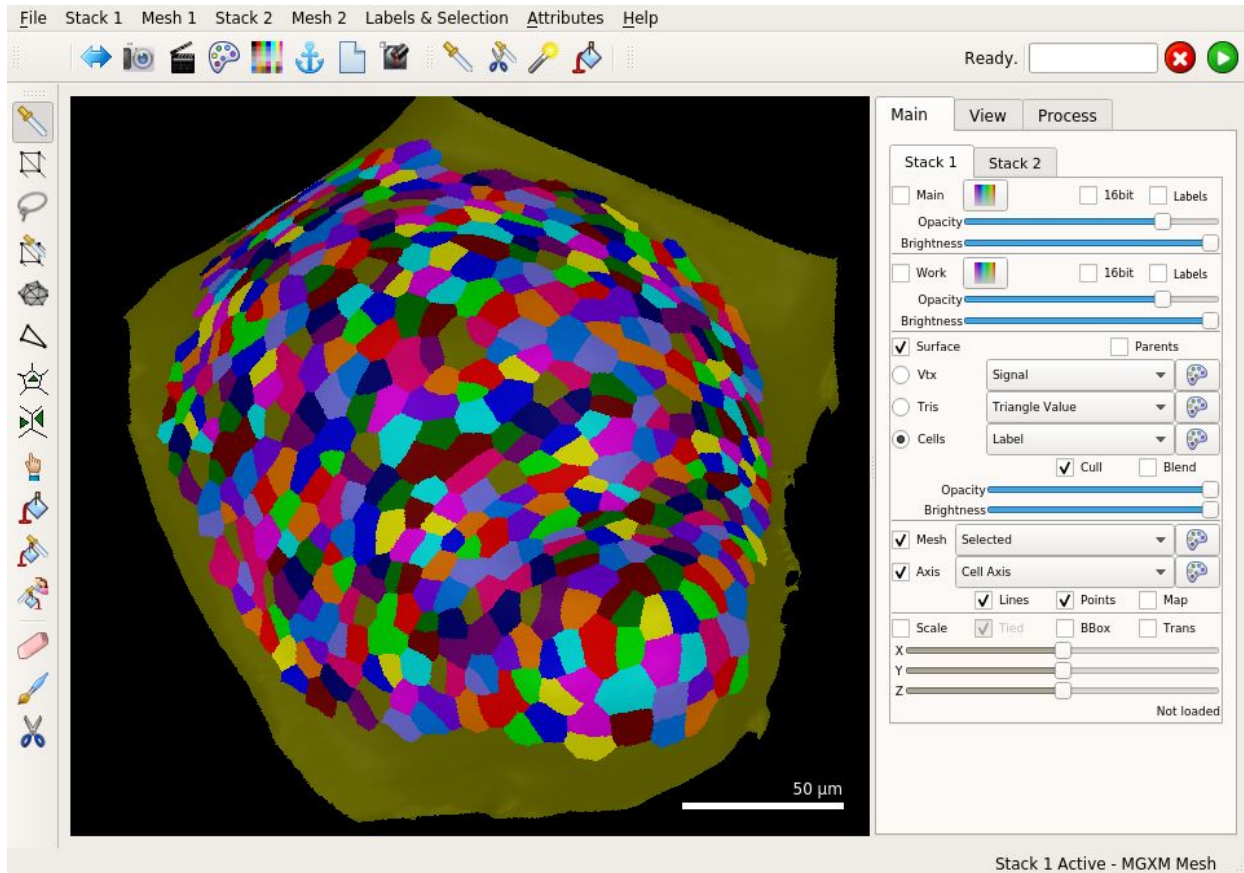 File Stack 1 Mesh 1 Stack 2 Mesh 2 Labels & Selection Attributes Help
Ready.
Main View Process
Stack 1 Stack 2
Main 16bit Labels
Opacity
Brightness
Work 16bit Labels
Opacity
Brightness
Surface Parents
Vtx Signal
Tris Triangle Value
Cells Label
Cull Blend
Opacity
Brightness
Mesh Selected
Axis Cell Axis
Lines Points Map
Scale Tied BBox Trans
X
Y
Z
Not loaded
50 µm
Stack 1 Active - MGXM Mesh